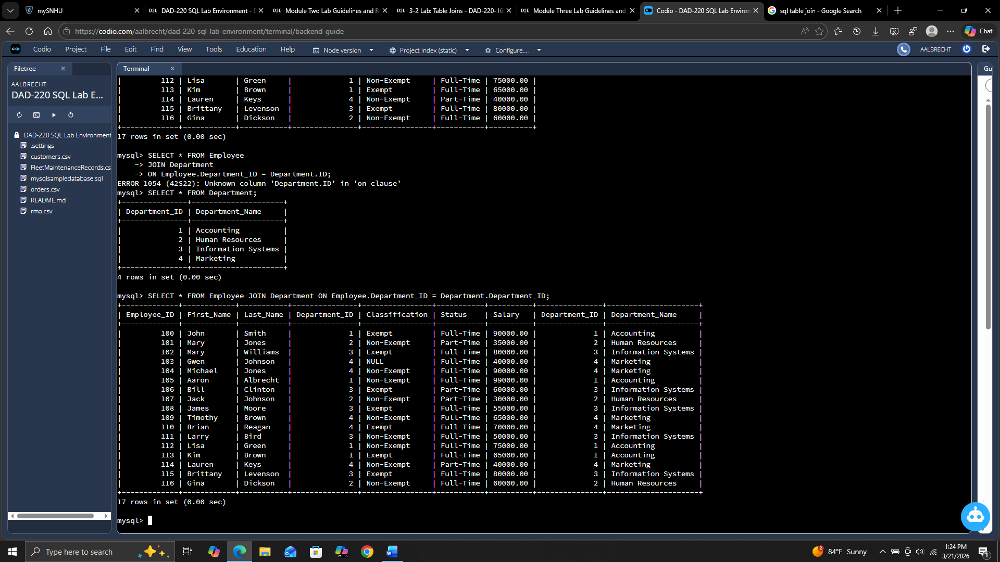 mySNHU
D2L DAD-220 SQL Lab Environment - D
D2L Module Two Lab Guidelines and R
D2L 3-2 Lab: Table Joins - DAD-220-16
D2L Module Three Lab Guidelines and
Codio - DAD-220 SQL Lab Environ
sql table join - Google Search
https://codio.com/aalbrecht/dad-220-sql-lab-environment/terminal/backend-guide
Chat
Codio Project File Edit Find View Tools Education Help Node version Project Index (static) Configure.... AALBRECHT
Filetree
AALBRECHT
DAD-220 SQL Lab E...
DAD-220 SQL Lab Environment
.settings
customers.csv
FleetMaintenanceRecords.cs
mysqlsampledatabase.sql
orders.csv
README.md
rma.csv
Terminal
Gu
| 112 | Lisa | Green | 1 | Non-Exempt | Full-Time | 75000.00 |
| 113 | Kim | Brown | 1 | Exempt | Full-Time | 65000.00 |
| 114 | Lauren | Keys | 4 | Non-Exempt | Part-Time | 40000.00 |
| 115 | Brittany | Levenson | 3 | Exempt | Full-Time | 80000.00 |
| 116 | Gina | Dickson | 2 | Non-Exempt | Full-Time | 60000.00 |
+-------------+------------+-----------+---------------+----------------+-----------+----------+
17 rows in set (0.00 sec)
mysql> SELECT * FROM Employee
-> JOIN Department
-> ON Employee.Department_ID = Department.ID;
ERROR 1054 (42S22): Unknown column 'Department.ID' in 'on clause'
mysql> SELECT * FROM Department;
+---------------+---------------------+
| Department_ID | Department_Name |
+---------------+---------------------+
| 1 | Accounting |
| 2 | Human Resources |
| 3 | Information Systems |
| 4 | Marketing |
+---------------+---------------------+
4 rows in set (0.00 sec)
mysql> SELECT * FROM Employee JOIN Department ON Employee.Department_ID = Department.Department_ID;
+-------------+------------+-----------+---------------+----------------+-----------+----------+---------------+---------------------+
| Employee_ID | First_Name | Last_Name | Department_ID | Classification | Status | Salary | Department_ID | Department_Name |
+-------------+------------+-----------+---------------+----------------+-----------+----------+---------------+---------------------+
| 100 | John | Smith | 1 | Exempt | Full-Time | 90000.00 | 1 | Accounting |
| 101 | Mary | Jones | 2 | Non-Exempt | Part-Time | 35000.00 | 2 | Human Resources |
| 102 | Mary | Williams | 3 | Exempt | Full-Time | 80000.00 | 3 | Information Systems |
| 103 | Gwen | Johnson | 4 | NULL | Full-Time | 40000.00 | 4 | Marketing |
| 104 | Michael | Jones | 4 | Non-Exempt | Full-Time | 90000.00 | 4 | Marketing |
| 105 | Aaron | Albrecht | 1 | Non-Exempt | Full-Time | 99000.00 | 1 | Accounting |
| 106 | Bill | Clinton | 3 | Exempt | Part-Time | 60000.00 | 3 | Information Systems |
| 107 | Jack | Johnson | 2 | Non-Exempt | Part-Time | 30000.00 | 2 | Human Resources |
| 108 | James | Moore | 3 | Exempt | Full-Time | 55000.00 | 3 | Information Systems |
| 109 | Timothy | Brown | 4 | Non-Exempt | Full-Time | 65000.00 | 4 | Marketing |
| 110 | Brian | Reagan | 4 | Exempt | Full-Time | 70000.00 | 4 | Marketing |
| 111 | Larry | Bird | 3 | Non-Exempt | Full-Time | 50000.00 | 3 | Information Systems |
| 112 | Lisa | Green | 1 | Non-Exempt | Full-Time | 75000.00 | 1 | Accounting |
| 113 | Kim | Brown | 1 | Exempt | Full-Time | 65000.00 | 1 | Accounting |
| 114 | Lauren | Keys | 4 | Non-Exempt | Part-Time | 40000.00 | 4 | Marketing |
| 115 | Brittany | Levenson | 3 | Exempt | Full-Time | 80000.00 | 3 | Information Systems |
| 116 | Gina | Dickson | 2 | Non-Exempt | Full-Time | 60000.00 | 2 | Human Resources |
+-------------+------------+-----------+---------------+----------------+-----------+----------+---------------+---------------------+
17 rows in set (0.00 sec)
mysql>
Type here to search
M365
2
84°F Sunny
1:24 PM
3/21/2026
1